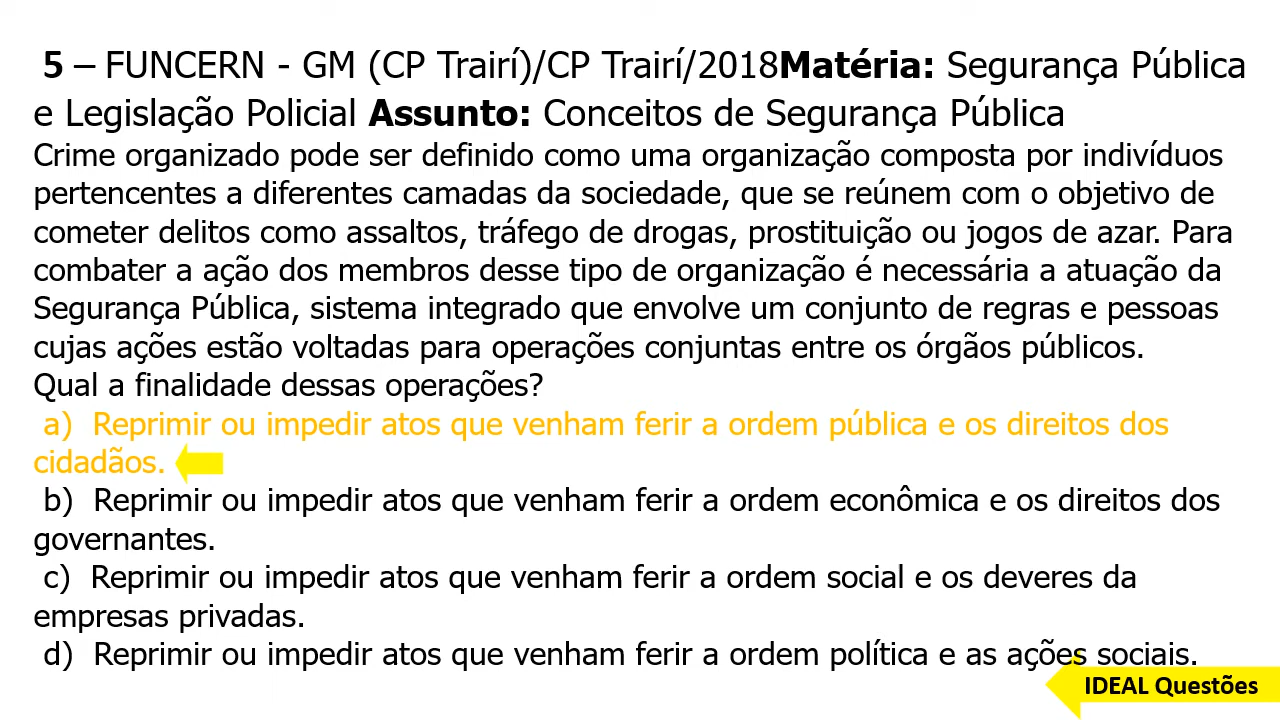 5 – FUNCERN - GM (CP Trairí)/CP Trairí/2018Matéria: Segurança Pública
e Legislação Policial Assunto: Conceitos de Segurança Pública
Crime organizado pode ser definido como uma organização composta por indivíduos
pertencentes a diferentes camadas da sociedade, que se reúnem com o objetivo de
cometer delitos como assaltos, tráfego de drogas, prostituição ou jogos de azar. Para
combater a ação dos membros desse tipo de organização é necessária a atuação da
Segurança Pública, sistema integrado que envolve um conjunto de regras e pessoas
cujas ações estão voltadas para operações conjuntas entre os órgãos públicos.
Qual a finalidade dessas operações?
a) Reprimir ou impedir atos que venham ferir a ordem pública e os direitos dos
cidadãos.
b) Reprimir ou impedir atos que venham ferir a ordem econômica e os direitos dos
governantes.
c) Reprimir ou impedir atos que venham ferir a ordem social e os deveres da
empresas privadas.
d) Reprimir ou impedir atos que venham ferir a ordem política e as ações sociais.
IDEAL Questões